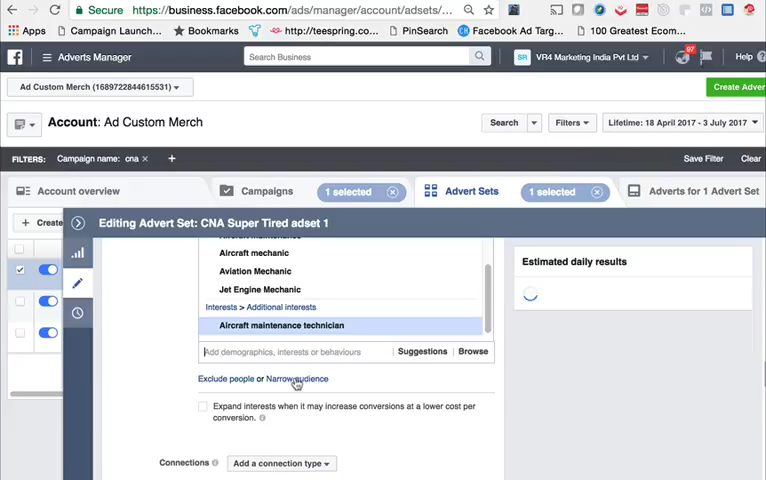 Secure https://business.facebook.com/ads/manager/account/adsets/...
Apps Campaign Launch... Bookmarks http://teespring.co... PinSearch Facebook Ad Targ... 100 Greatest Ecom...
Adverts Manager Search Business VR4 Marketing India Pvt Ltd 97 Help
Ad Custom Merch (1689722844615531) Create Adver
Account: Ad Custom Merch Search Filters Lifetime: 18 April 2017 - 3 July 2017
FILTERS: Campaign name: cna × + Save Filter Clear
Account overview Campaigns 1 selected Advert Sets 1 selected Adverts for 1 Advert Set
+ Create Editing Advert Set: CNA Super Tired adset 1
Aircraft maintenance
Aircraft mechanic
Aviation Mechanic
Jet Engine Mechanic
Interests > Additional interests
Aircraft maintenance technician
Add demographics, interests or behaviours Suggestions Browse
Exclude people or Narrow audience
Expand interests when it may increase conversions at a lower cost per
conversion.
Connections Add a connection type
Estimated daily results